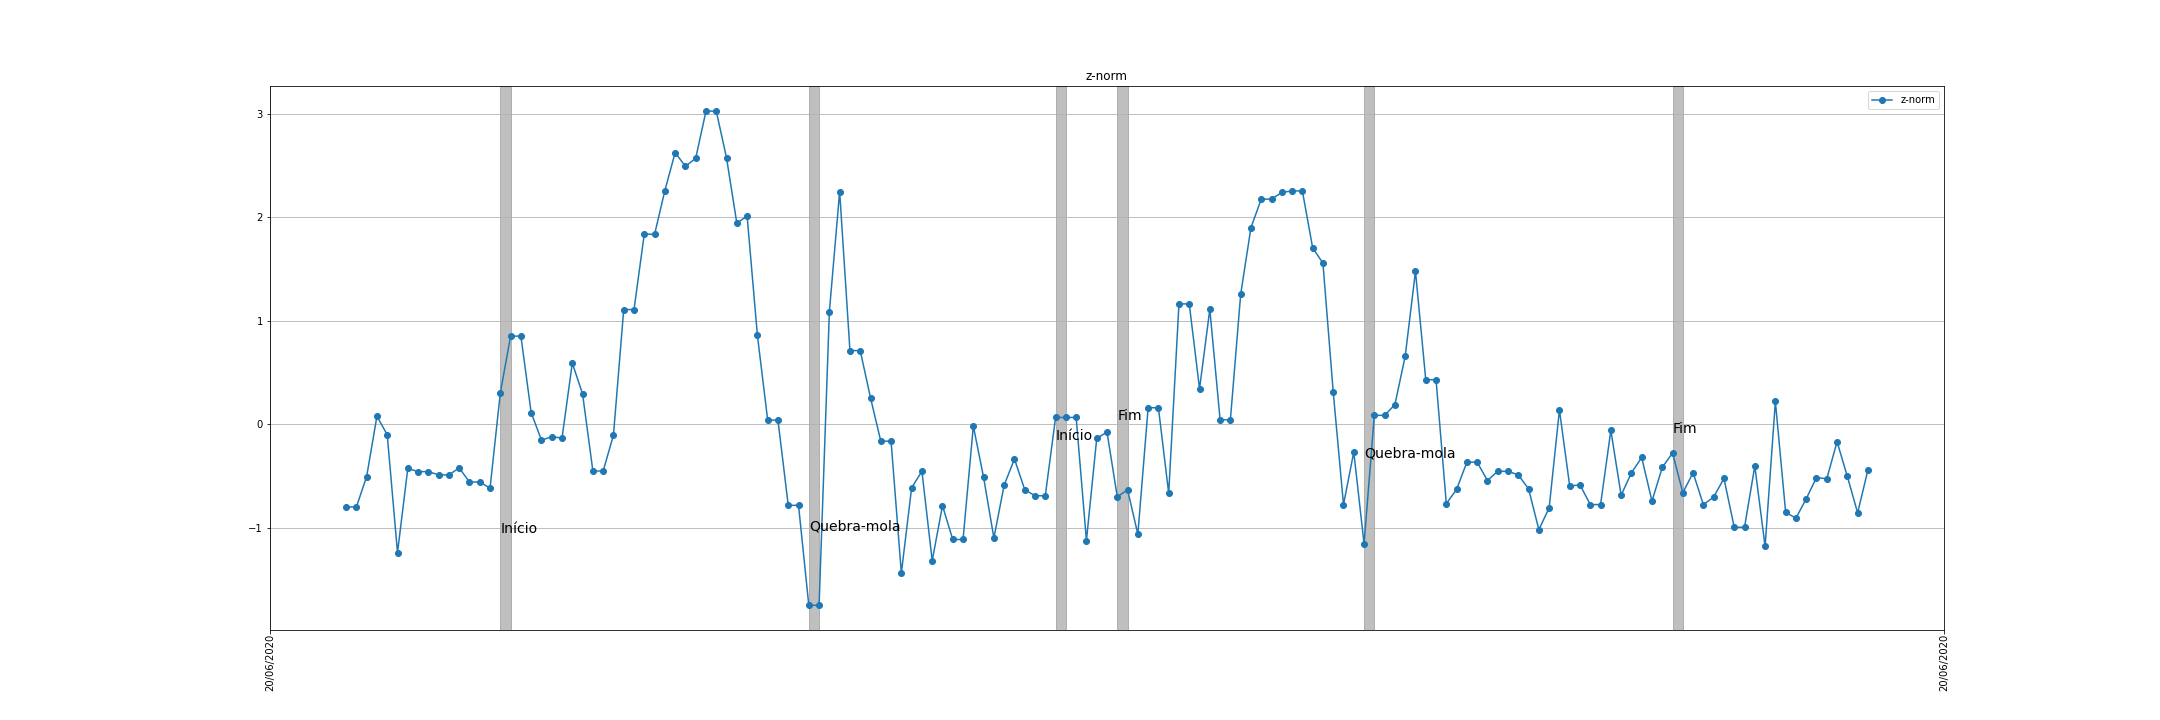 z-norm
z-norm
3
2
1
0
−1
Fim
Início
Fim
Quebra-mola
Início
Quebra-mola
20/06/2020
20/06/2020